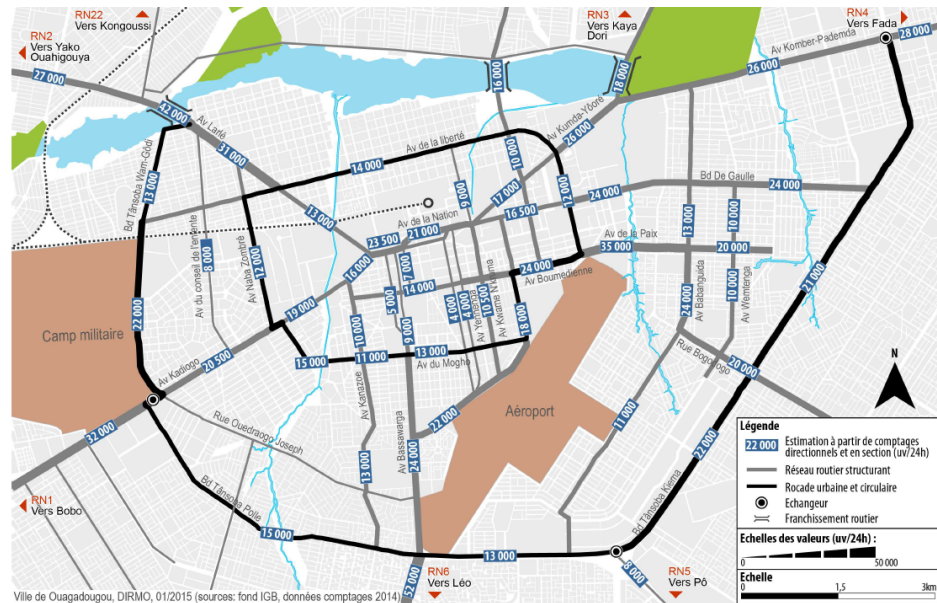 RN22
Vers Kongoussi
RN2
Vers Yako
Ouahigouya
RN3
Vers Kaya
Dori
RN4
Vers Fada
28 000
Av Komber-Pademda
26 000
16 000
18 000
27 000
42 000
Av Larlé
31 000
Av Kumda-Yôoré
26 000
Av de la liberté
14 000
10 000
13 000
Bd Tânsoba Wam-Gôdi
9 000
17 000
12 000
24 000
Bd De Gaulle
24 000
13 000
16 500
Av de la Nation
21 000
23 500
13 000
10 000
Av du conseil de l'entente
8 000
Av Naba Zombré
12 000
16 000
7 000
Av de la Paix
35 000
20 000
24 000
Av Boumedienne
14 000
5 000
4 000
4 000
Av Yennenga
10 500
Av Kwame N'kruma
18 000
21 000
24 000
Av Babanguida
10 000
Av Wemtenga
19 000
22 000
Camp militaire
10 000
9 000
15 000
11 000
13 000
Av du Mogho
Av Kadiogo
20 500
Rue Bogodogo
20 000
Av Kanazoe
Aéroport
32 000
Rue Ouedraogo Joseph
22 000
11 000
22 000
Av Bassawarga
24 000
13 000
RN1
Vers Bobo
Bd Tânsoba Polle
15 000
Bd Tânsoba Kiema
13 000
8 000
52 000
RN6
Vers Léo
RN5
Vers Pô
N
Légende
22 000
Estimation à partir de comptages
directionnels et en section (uv/24h)
Réseau routier structurant
Rocade urbaine et circulaire
Echangeur
Franchissement routier
Echelles des valeurs (uv/24h) :
0
50 000
Echelle
0
1,5
3km
Ville de Ouagadougou, DIRMO, 01/2015 (sources: fond IGB, données comptages 2014)